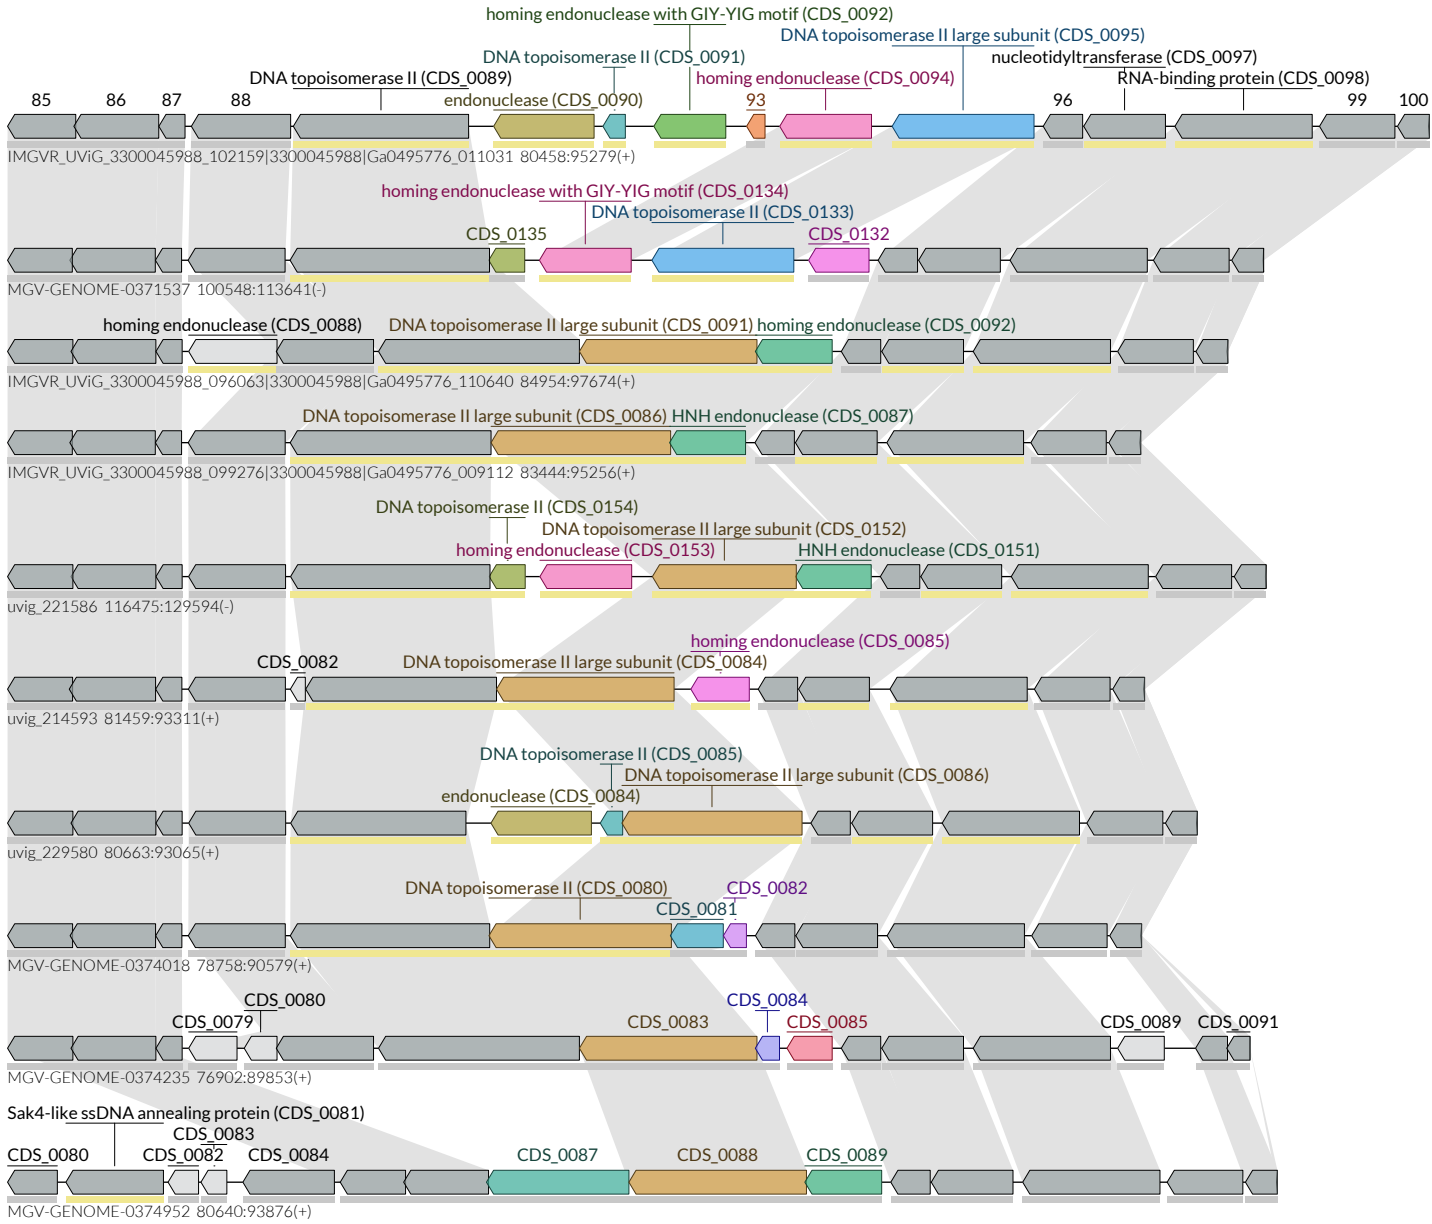 homing endonuclease with GIY-YIG motif (CDS_0092)
DNA topoisomerase II large subunit (CDS_0095)
DNA topoisomerase II (CDS_0091)
nucleotidyltransferase (CDS_0097)
DNA topoisomerase II (CDS_0089)
homing endonuclease (CDS_0094)
RNA-binding protein (CDS_0098)
85 86 87 88 endonuclease (CDS_0090) 93 96 99 100
IMGVR_UViG_3300045988_102159|3300045988|Ga0495776_011031 80458:95279(+)
homing endonuclease with GIY-YIG motif (CDS_0134)
DNA topoisomerase II (CDS_0133)
CDS_0135 CDS_0132
MGV-GENOME-0371537 100548:113641(-)
homing endonuclease (CDS_0088) DNA topoisomerase II large subunit (CDS_0091) homing endonuclease (CDS_0092)
IMGVR_UViG_3300045988_096063|3300045988|Ga0495776_110640 84954:97674(+)
DNA topoisomerase II large subunit (CDS_0086) HNH endonuclease (CDS_0087)
IMGVR_UViG_3300045988_099276|3300045988|Ga0495776_009112 83444:95256(+)
DNA topoisomerase II (CDS_0154)
DNA topoisomerase II large subunit (CDS_0152)
homing endonuclease (CDS_0153) HNH endonuclease (CDS_0151)
uvig_221586 116475:129594(-)
homing endonuclease (CDS_0085)
CDS_0082 DNA topoisomerase II large subunit (CDS_0084)
uvig_214593 81459:93311(+)
DNA topoisomerase II (CDS_0085)
DNA topoisomerase II large subunit (CDS_0086)
endonuclease (CDS_0084)
uvig_229580 80663:93065(+)
DNA topoisomerase II (CDS_0080) CDS_0082
CDS_0081
MGV-GENOME-0374018 78758:90579(+)
CDS_0080 CDS_0084
CDS_0079 CDS_0083 CDS_0085 CDS_0089 CDS_0091
MGV-GENOME-0374235 76902:89853(+)
Sak4-like ssDNA annealing protein (CDS_0081)
CDS_0083
CDS_0080 CDS_0082 CDS_0084 CDS_0087 CDS_0088 CDS_0089
MGV-GENOME-0374952 80640:93876(+)